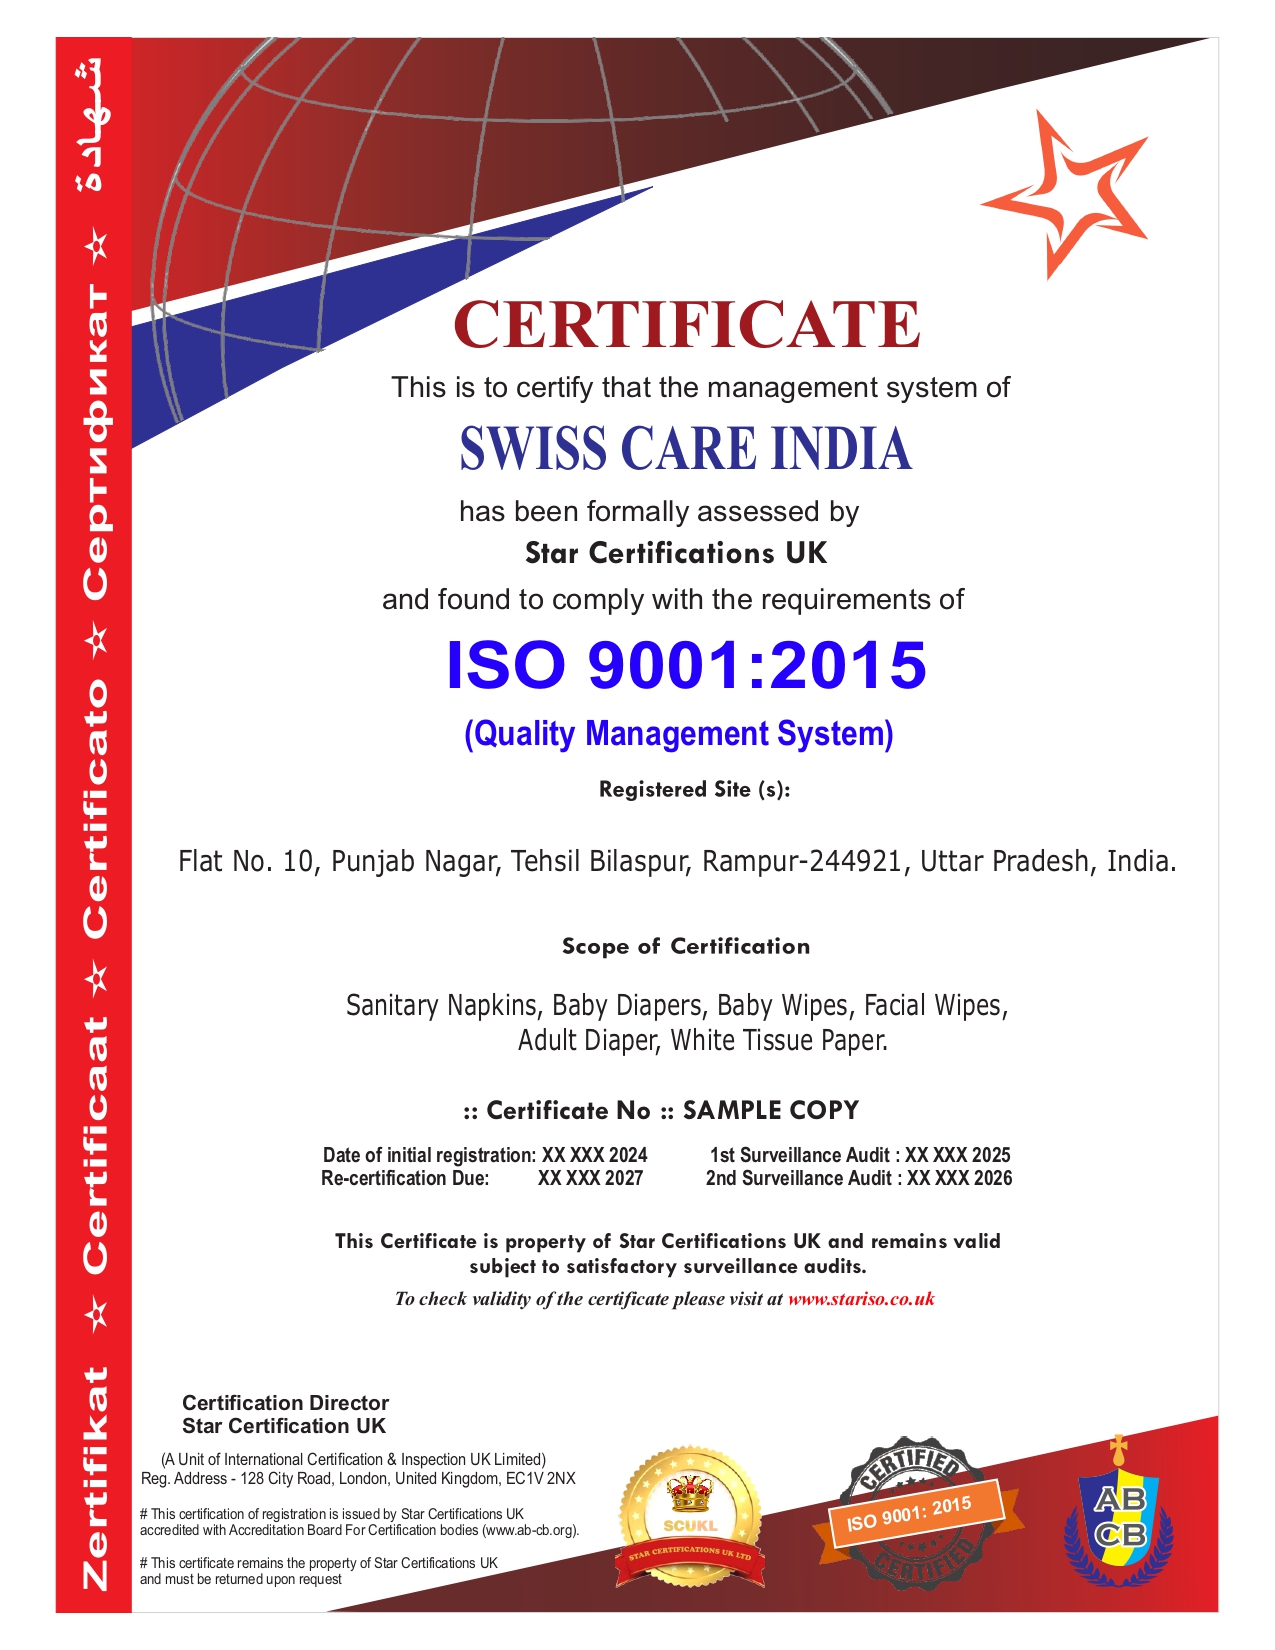 Zertifikat ☆ Certificaat ☆ Certificato ☆ Сертификат ☆ شهادة
CERTIFICATE
This is to certify that the management system of
SWISS CARE INDIA
has been formally assessed by
Star Certifications UK
and found to comply with the requirements of
ISO 9001:2015
(Quality Management System)
Registered Site (s):
Flat No. 10, Punjab Nagar, Tehsil Bilaspur, Rampur-244921, Uttar Pradesh, India.
Scope of Certification
Sanitary Napkins, Baby Diapers, Baby Wipes, Facial Wipes,
Adult Diaper, White Tissue Paper.
:: Certificate No :: SAMPLE COPY
Date of initial registration: XX XXX 2024 1st Surveillance Audit : XX XXX 2025
Re-certification Due: XX XXX 2027 2nd Surveillance Audit : XX XXX 2026
This Certificate is property of Star Certifications UK and remains valid
subject to satisfactory surveillance audits.
To check validity of the certificate please visit at www.stariso.co.uk
Certification Director
Star Certification UK
(A Unit of International Certification & Inspection UK Limited)
Reg. Address - 128 City Road, London, United Kingdom, EC1V 2NX
# This certification of registration is issued by Star Certifications UK
accredited with Accreditation Board For Certification bodies (www.ab-cb.org).
# This certificate remains the property of Star Certifications UK
and must be returned upon request
SCUKL
STAR CERTIFICATIONS UK LTD
CERTIFIED
ISO 9001: 2015
CERTIFIED
AB
CB